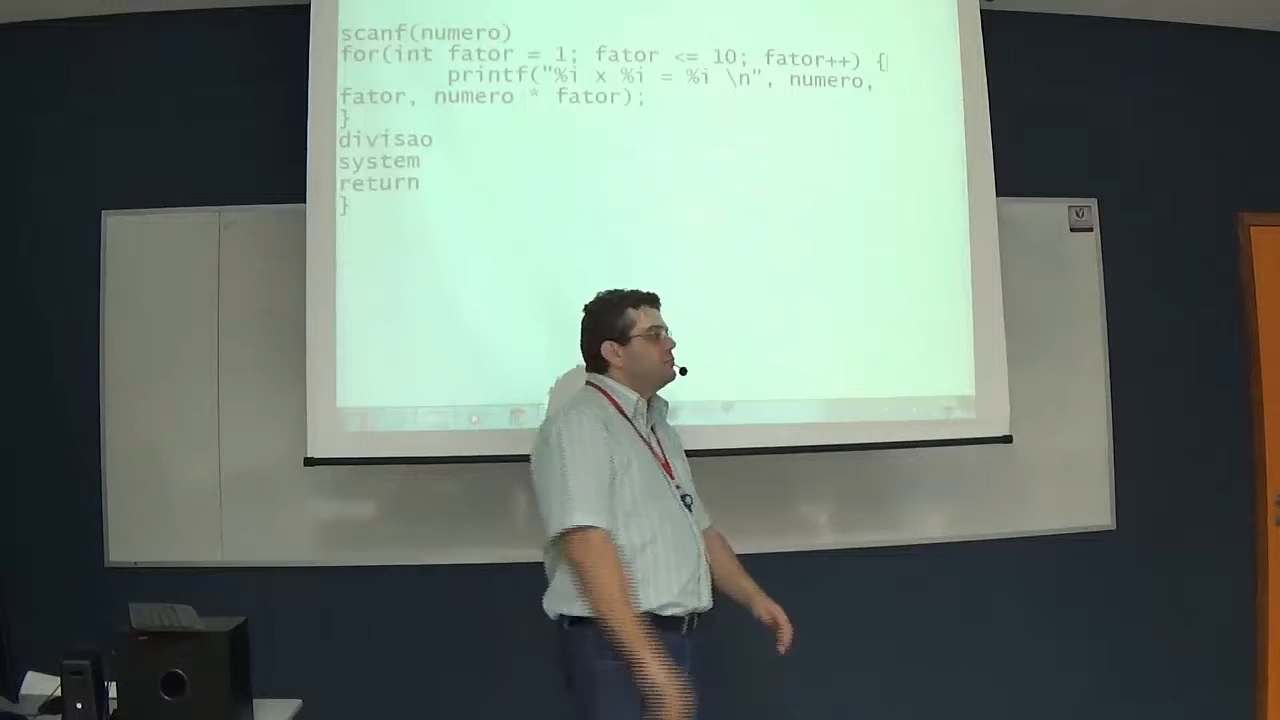 scanf(numero)
for(int fator = 1; fator <= 10; fator++) {
printf("%i x %i = %i \n", numero,
fator, numero * fator);
}
divisao
system
return
}